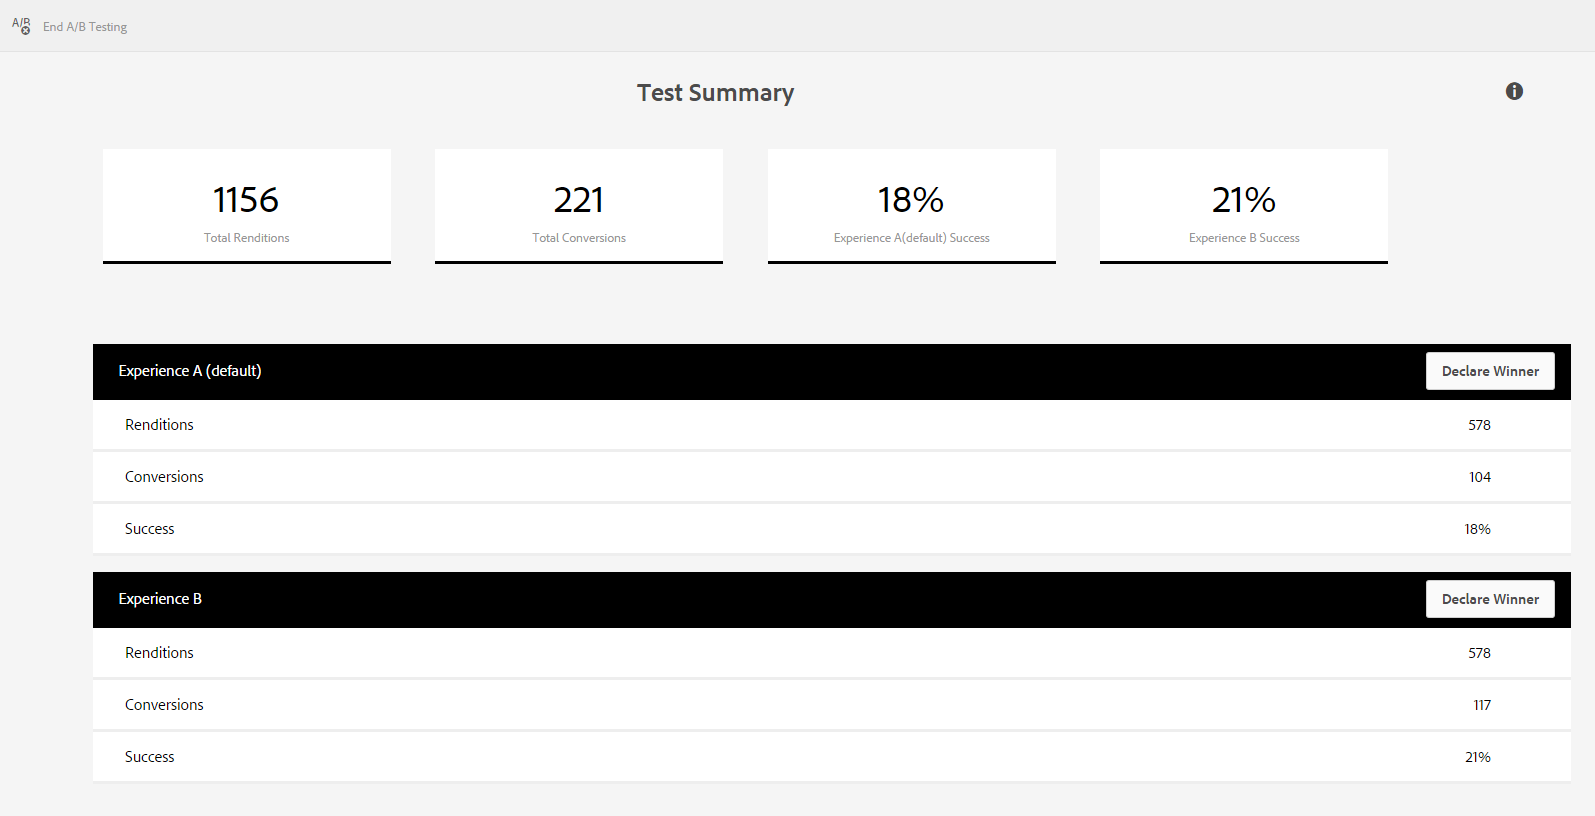 A/B End A/B Testing
Test Summary
1156
Total Renditions
221
Total Conversions
18%
Experience A(default) Success
21%
Experience B Success
Experience A (default) Declare Winner
Renditions 578
Conversions 104
Success 18%
Experience B Declare Winner
Renditions 578
Conversions 117
Success 21%